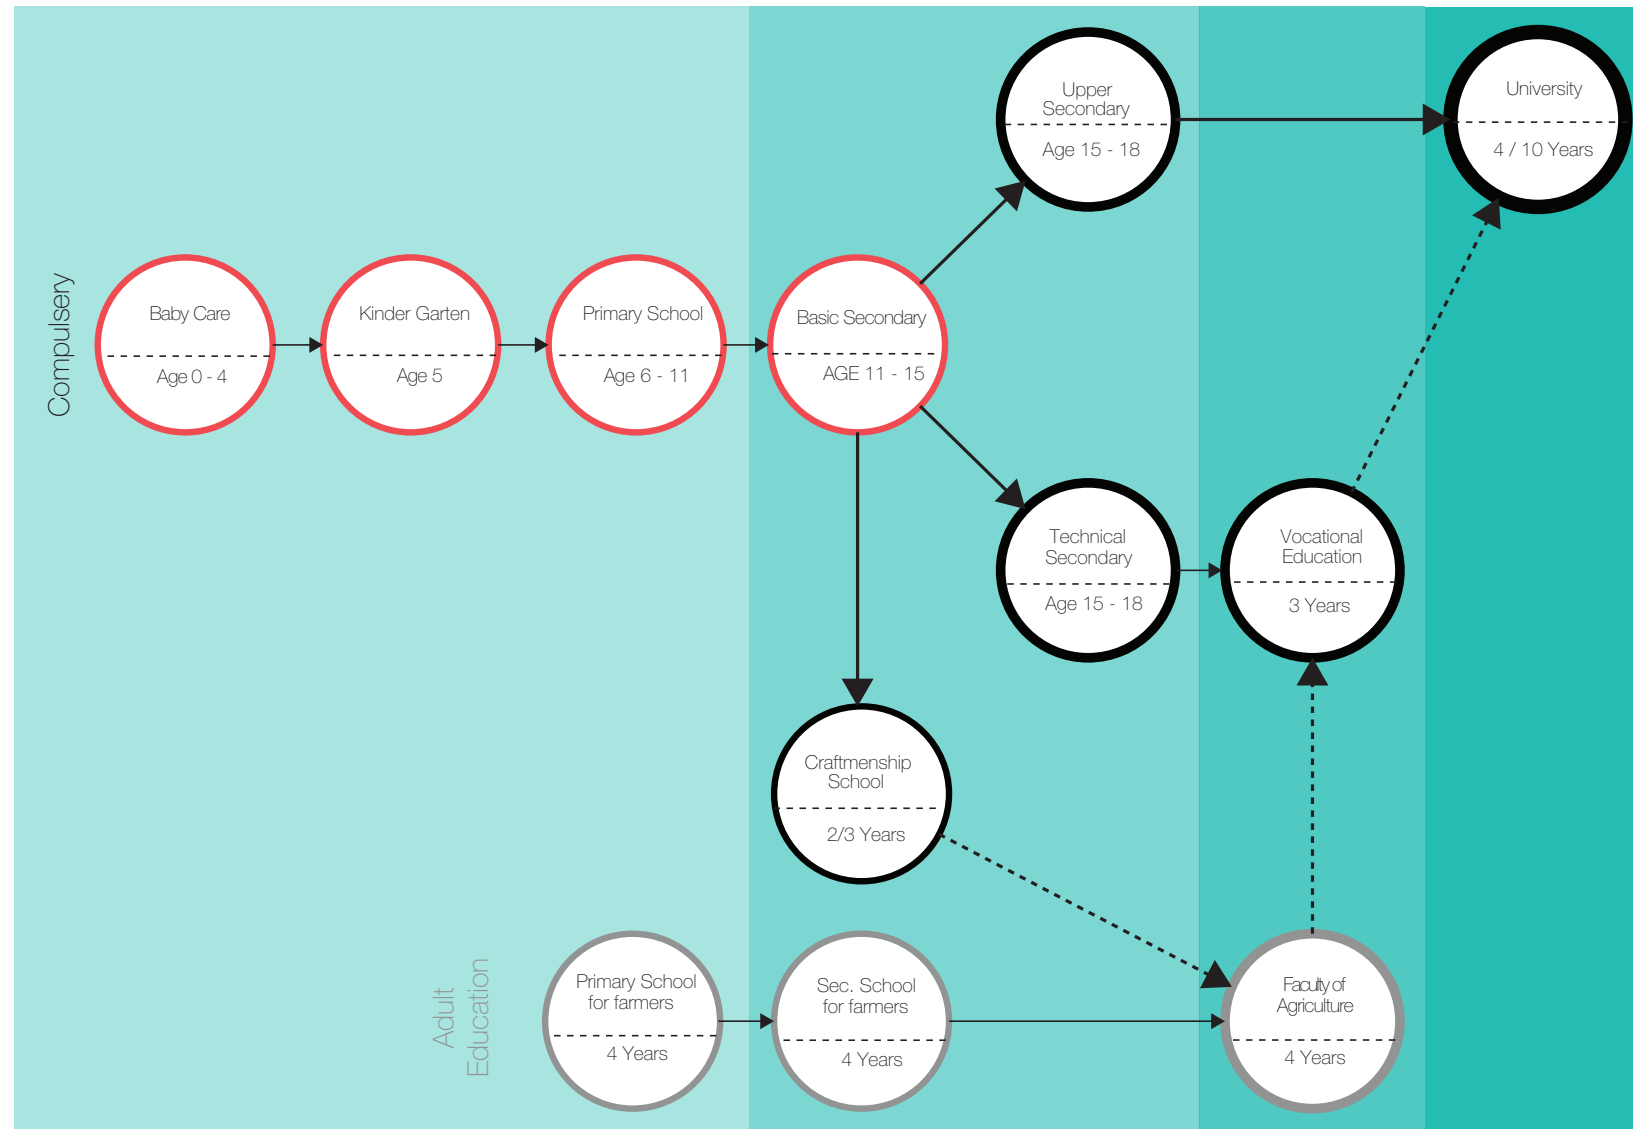 Upper
Secondary
Age 15 - 18
University
4 / 10 Years
Compulsery
Baby Care
Age 0 - 4
Kinder Garten
Age 5
Primary School
Age 6 - 11
Basic Secondary
AGE 11 - 15
Technical
Secondary
Age 15 - 18
Vocational
Education
3 Years
Craftmenship
School
2/3 Years
Adult
Education
Primary School
for farmers
4 Years
Sec. School
for farmers
4 Years
Faculty of
Agriculture
4 Years